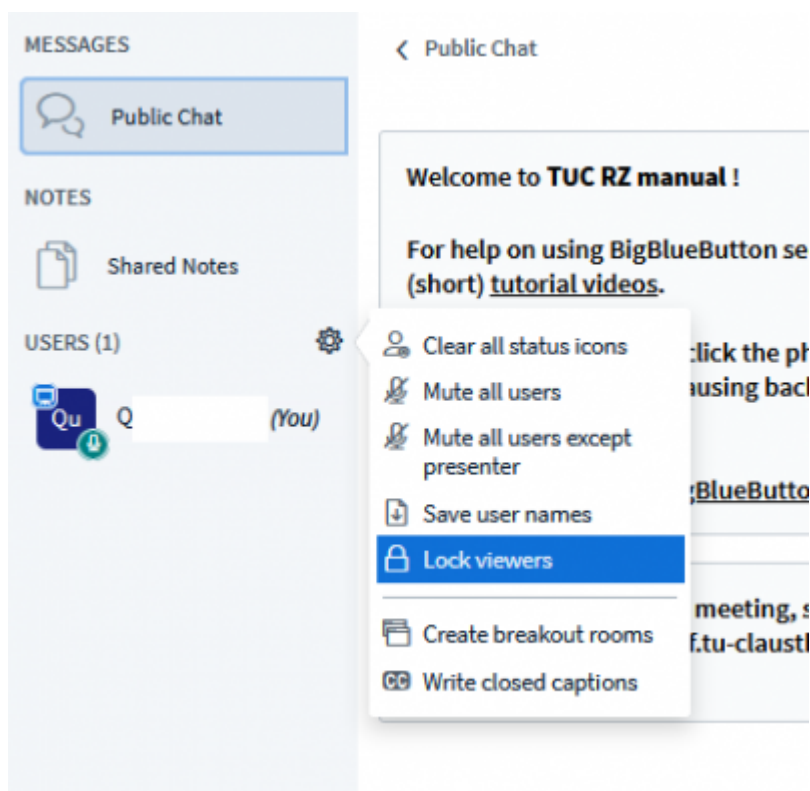 MESSAGES
Public Chat
NOTES
Shared Notes
USERS (1)
Qu
Q
(You)
Public Chat
Welcome to TUC RZ manual !
For help on using BigBlueButton se
(short) tutorial videos.
click the ph
ausing bac
BlueButto
meeting, s
f.tu-claust
Clear all status icons
Mute all users
Mute all users except
presenter
Save user names
Lock viewers
Create breakout rooms
CC Write closed captions